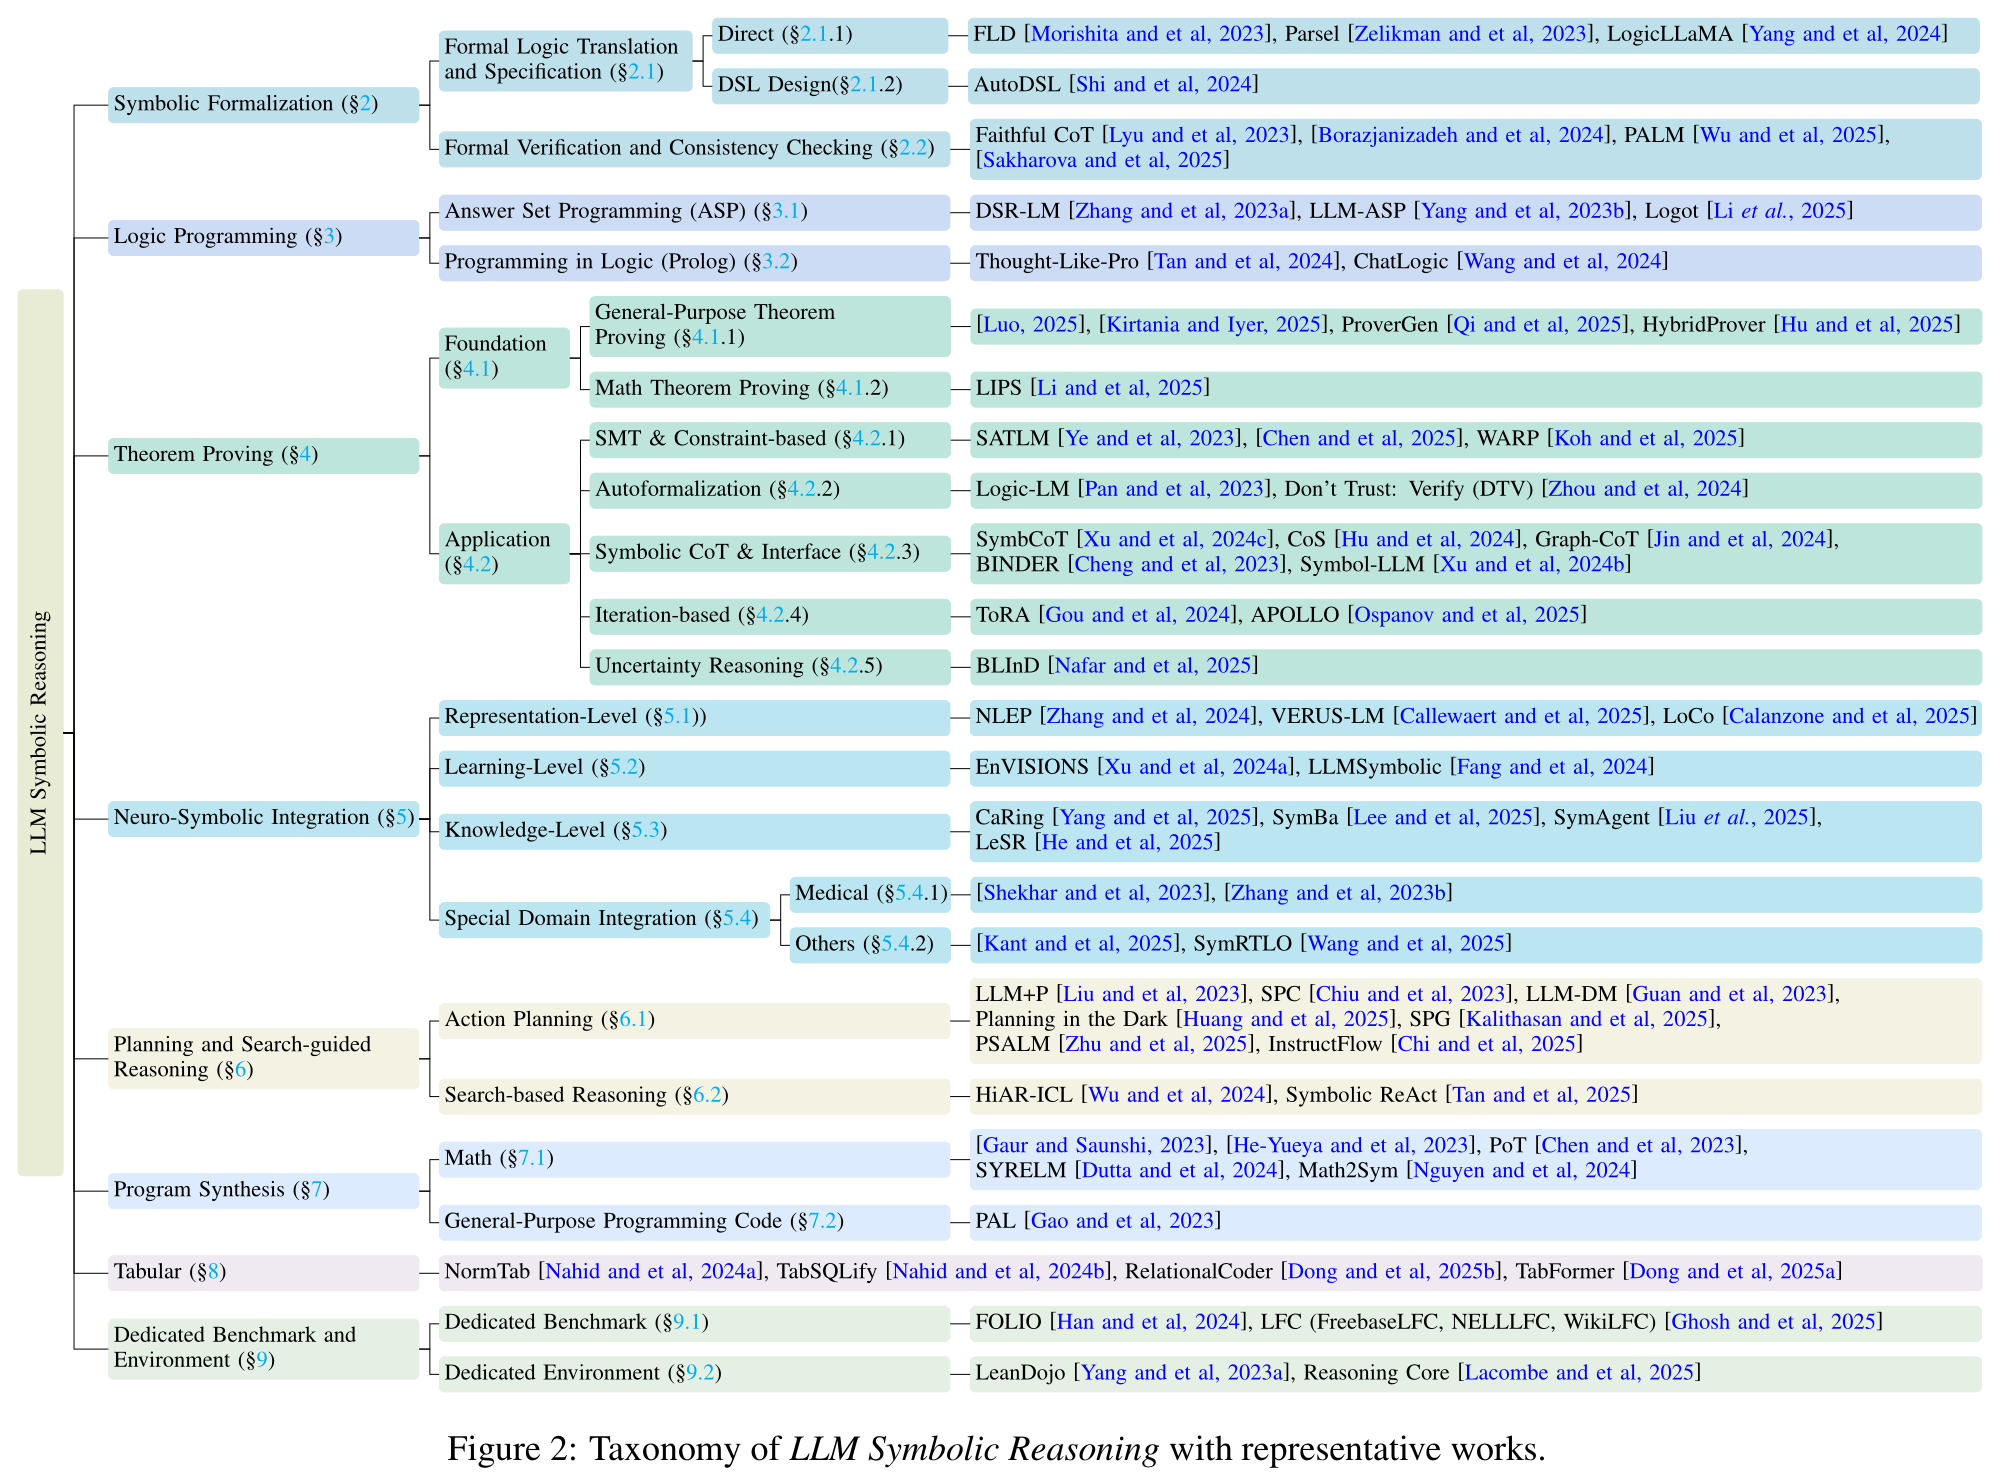 LLM Symbolic Reasoning
Symbolic Formalization (§2)
Formal Logic Translation
and Specification (§2.1)
Direct (§2.1.1)
FLD [Morishita and et al, 2023], Parsel [Zelikman and et al, 2023], LogicLLaMA [Yang and et al, 2024]
DSL Design(§2.1.2)
AutoDSL [Shi and et al, 2024]
Formal Verification and Consistency Checking (§2.2)
Faithful CoT [Lyu and et al, 2023], [Borazjanizadeh and et al, 2024], PALM [Wu and et al, 2025],
[Sakharova and et al, 2025]
Logic Programming (§3)
Answer Set Programming (ASP) (§3.1)
DSR-LM [Zhang and et al, 2023a], LLM-ASP [Yang and et al, 2023b], Logot [Li et al., 2025]
Programming in Logic (Prolog) (§3.2)
Thought-Like-Pro [Tan and et al, 2024], ChatLogic [Wang and et al, 2024]
Theorem Proving (§4)
Foundation
(§4.1)
General-Purpose Theorem
Proving (§4.1.1)
[Luo, 2025], [Kirtania and Iyer, 2025], ProverGen [Qi and et al, 2025], HybridProver [Hu and et al, 2025]
Math Theorem Proving (§4.1.2)
LIPS [Li and et al, 2025]
Application
(§4.2)
SMT & Constraint-based (§4.2.1)
SATLM [Ye and et al, 2023], [Chen and et al, 2025], WARP [Koh and et al, 2025]
Autoformalization (§4.2.2)
Logic-LM [Pan and et al, 2023], Don't Trust: Verify (DTV) [Zhou and et al, 2024]
Symbolic CoT & Interface (§4.2.3)
SymbCoT [Xu and et al, 2024c], CoS [Hu and et al, 2024], Graph-CoT [Jin and et al, 2024],
BINDER [Cheng and et al, 2023], Symbol-LLM [Xu and et al, 2024b]
Iteration-based (§4.2.4)
ToRA [Gou and et al, 2024], APOLLO [Ospanov and et al, 2025]
Uncertainty Reasoning (§4.2.5)
BLInD [Nafar and et al, 2025]
Neuro-Symbolic Integration (§5)
Representation-Level (§5.1))
NLEP [Zhang and et al, 2024], VERUS-LM [Callewaert and et al, 2025], LoCo [Calanzone and et al, 2025]
Learning-Level (§5.2)
EnVISIONS [Xu and et al, 2024a], LLMSymbolic [Fang and et al, 2024]
Knowledge-Level (§5.3)
CaRing [Yang and et al, 2025], SymBa [Lee and et al, 2025], SymAgent [Liu et al., 2025],
LeSR [He and et al, 2025]
Special Domain Integration (§5.4)
Medical (§5.4.1)
[Shekhar and et al, 2023], [Zhang and et al, 2023b]
Others (§5.4.2)
[Kant and et al, 2025], SymRTLO [Wang and et al, 2025]
Planning and Search-guided
Reasoning (§6)
Action Planning (§6.1)
LLM+P [Liu and et al, 2023], SPC [Chiu and et al, 2023], LLM-DM [Guan and et al, 2023],
Planning in the Dark [Huang and et al, 2025], SPG [Kalithasan and et al, 2025],
PSALM [Zhu and et al, 2025], InstructFlow [Chi and et al, 2025]
Search-based Reasoning (§6.2)
HiAR-ICL [Wu and et al, 2024], Symbolic ReAct [Tan and et al, 2025]
Program Synthesis (§7)
Math (§7.1)
[Gaur and Saunshi, 2023], [He-Yueya and et al, 2023], PoT [Chen and et al, 2023],
SYRELM [Dutta and et al, 2024], Math2Sym [Nguyen and et al, 2024]
General-Purpose Programming Code (§7.2)
PAL [Gao and et al, 2023]
Tabular (§8)
NormTab [Nahid and et al, 2024a], TabSQLify [Nahid and et al, 2024b], RelationalCoder [Dong and et al, 2025b], TabFormer [Dong and et al, 2025a]
Dedicated Benchmark and
Environment (§9)
Dedicated Benchmark (§9.1)
FOLIO [Han and et al, 2024], LFC (FreebaseLFC, NELLLFC, WikiLFC) [Ghosh and et al, 2025]
Dedicated Environment (§9.2)
LeanDojo [Yang and et al, 2023a], Reasoning Core [Lacombe and et al, 2025]
Figure 2: Taxonomy of LLM Symbolic Reasoning with representative works.